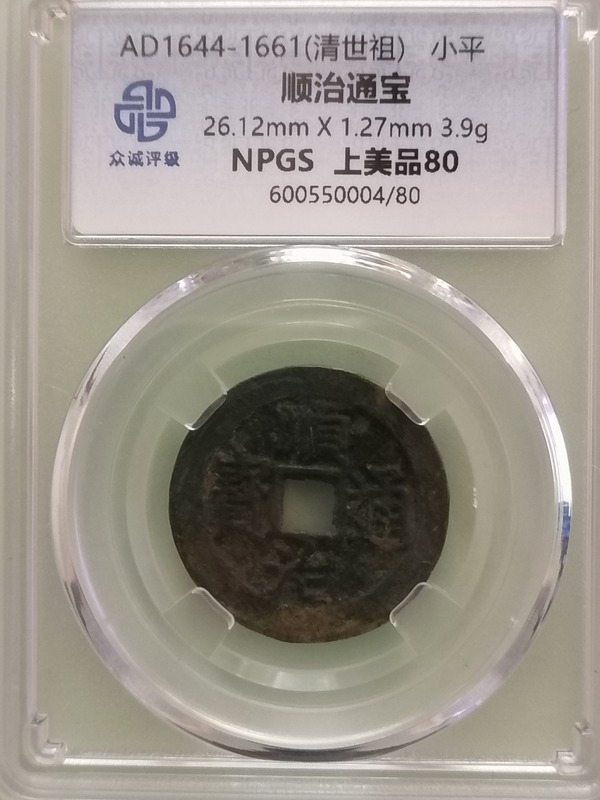 AD1644-1661(清世祖) 小平
顺治通宝
26.12mm X 1.27mm 3.9g
众诚评级
NPGS 上美品80
600550004/80
順
寶 通
治